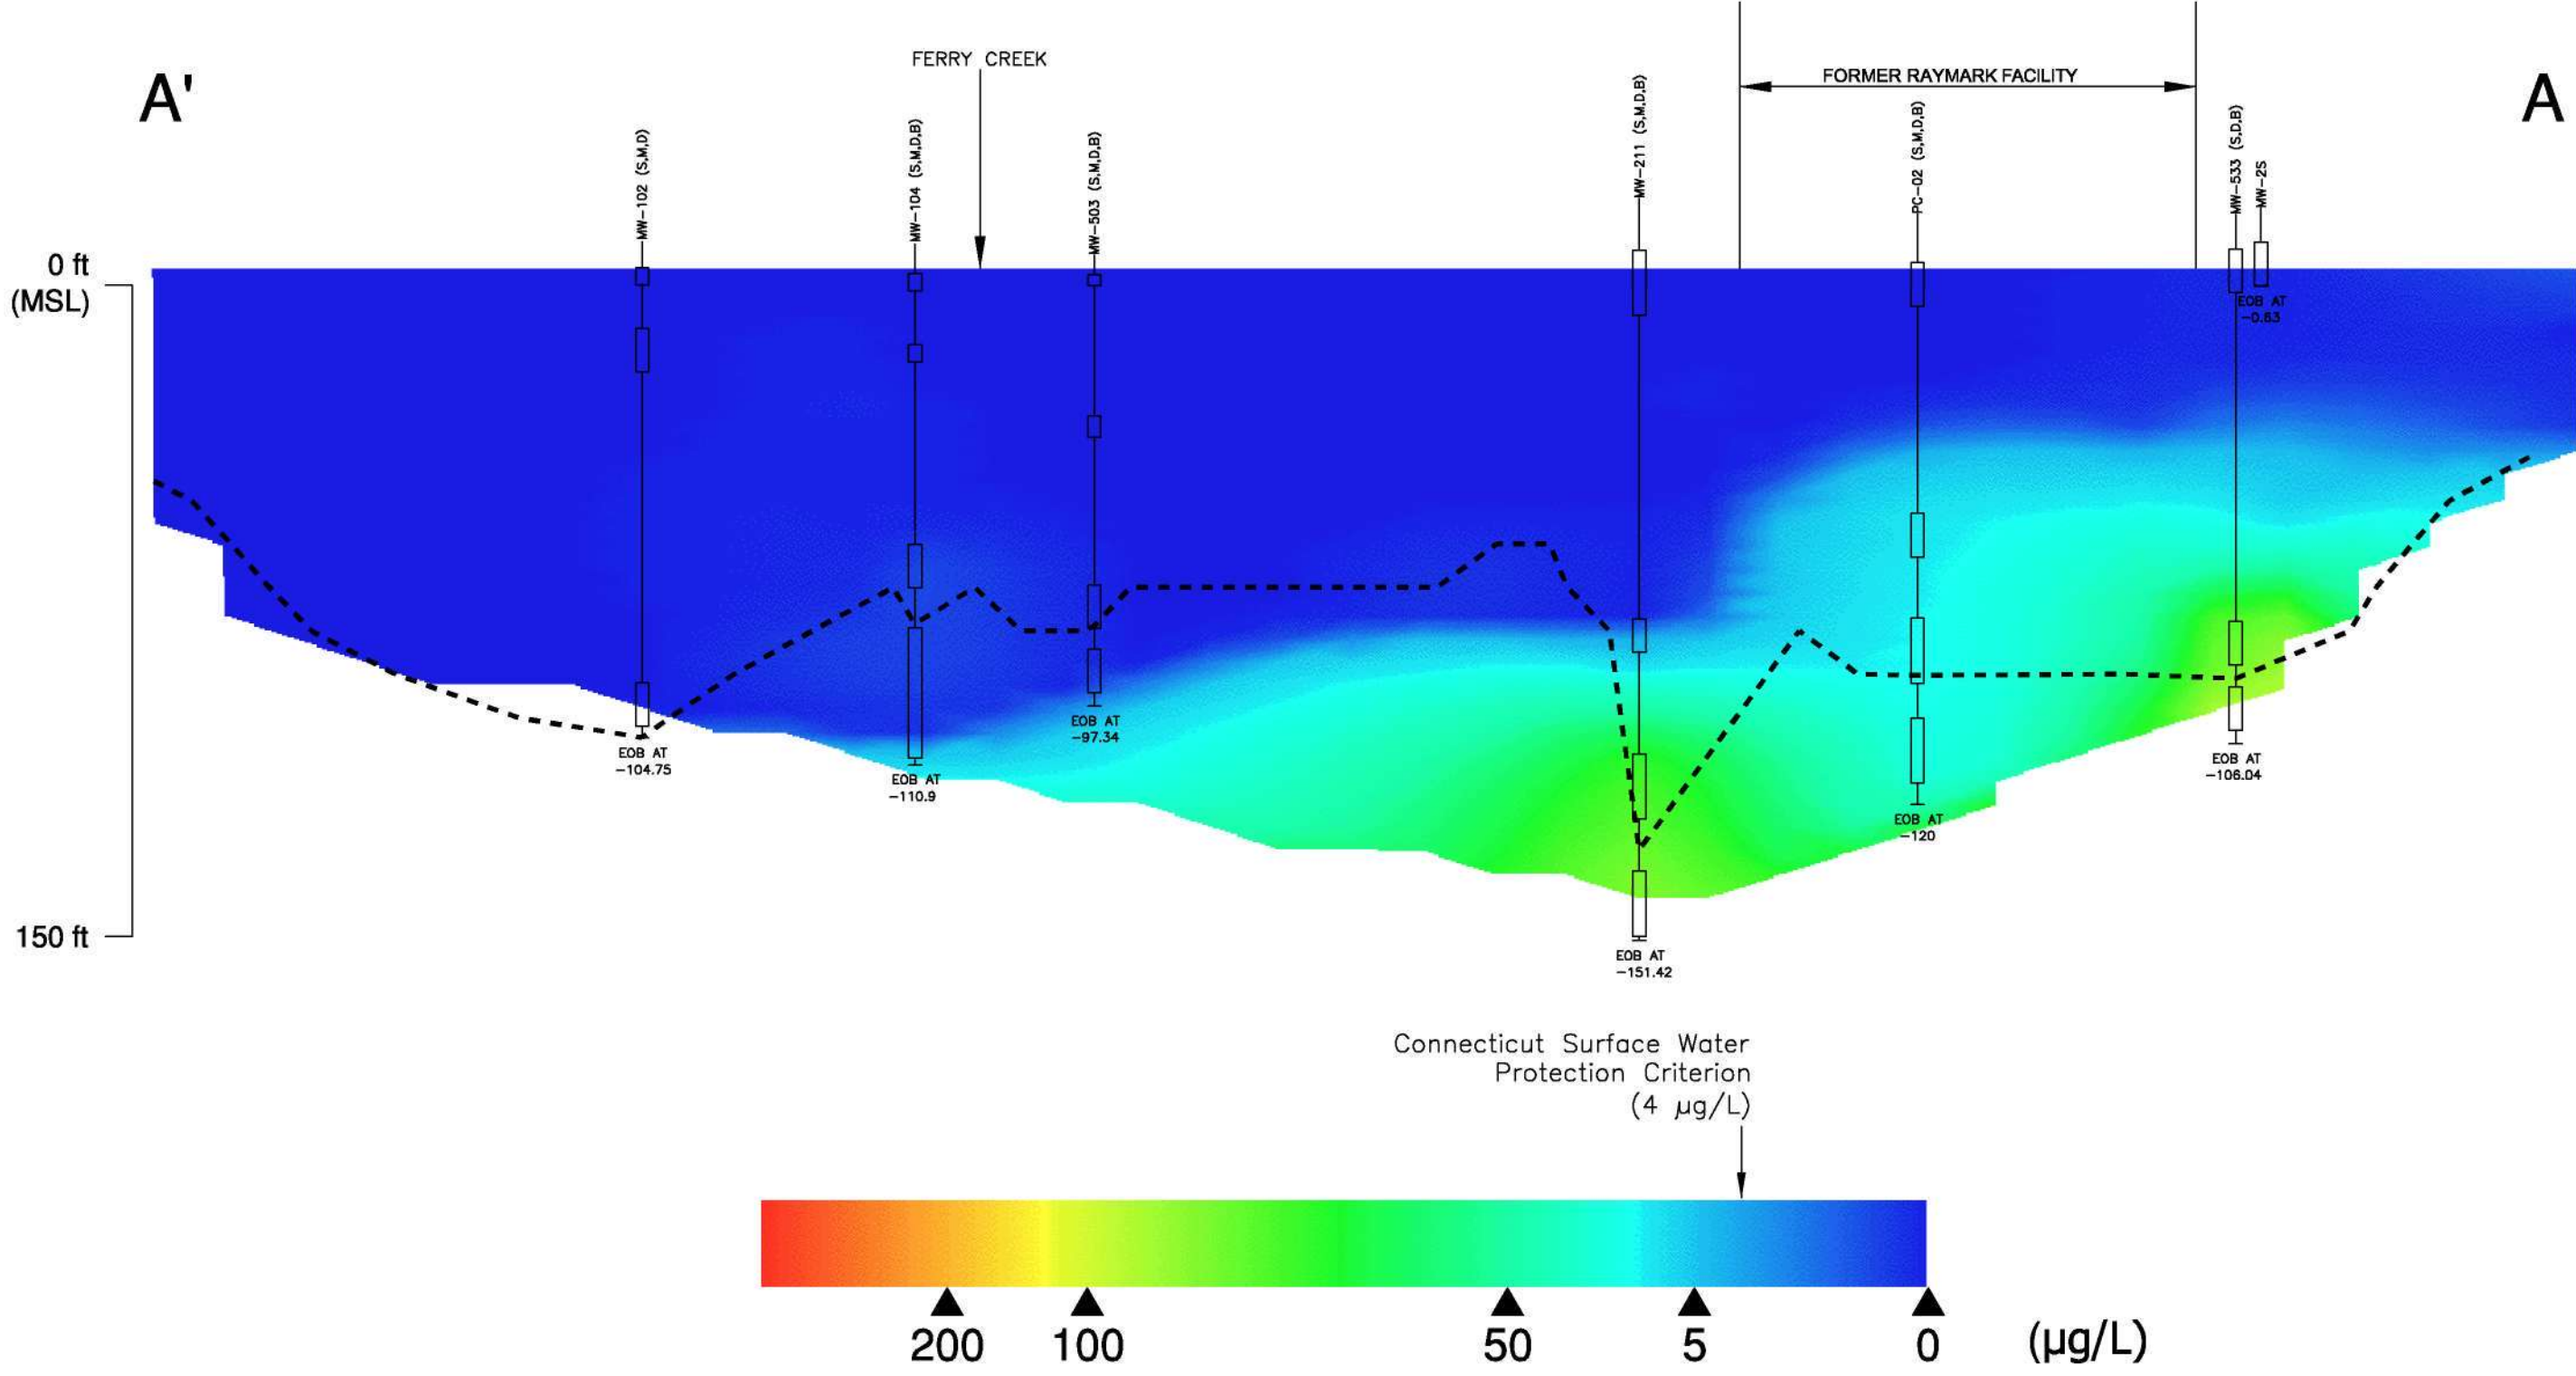 A'
FERRY CREEK
FORMER RAYMARK FACILITY
A
MW-102 (S,M,D)
MW-104 (S,M,D,B)
MW-503 (S,M,D,B)
MW-211 (S,M,D,B)
PC-02 (S,M,D,B)
MW-533 (S,D,B)
MW-2S
0 ft
(MSL)
EOB AT
-0.63
EOB AT
-97.34
EOB AT
-104.75
EOB AT
-110.9
EOB AT
-106.04
EOB AT
-120
150 ft
EOB AT
-151.42
Connecticut Surface Water
Protection Criterion
(4 µg/L)
200 100 50 5 0 (µg/L)